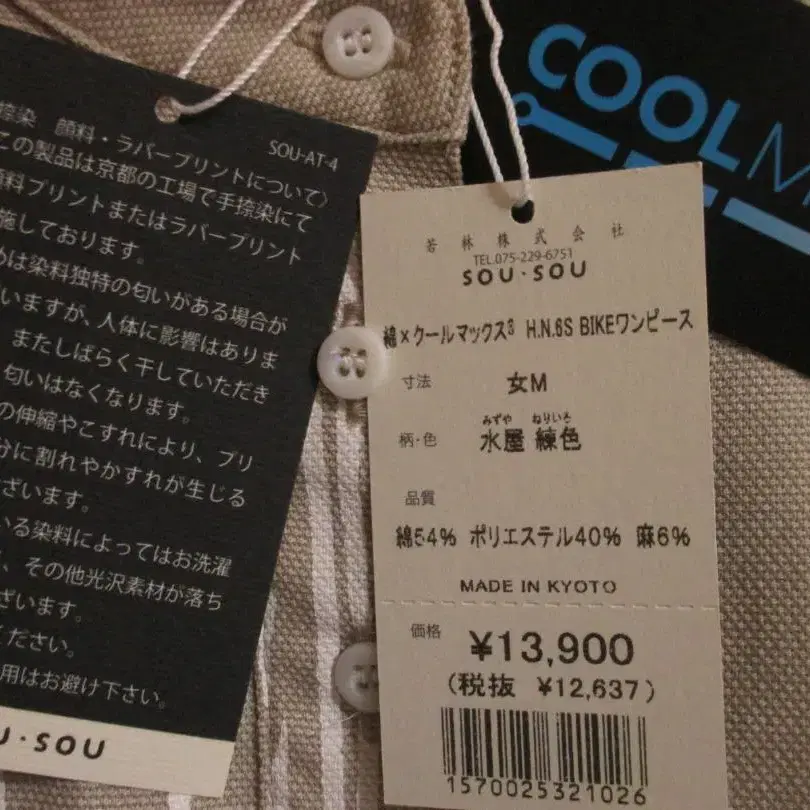 SOU-AT-4
捺染 顔料・ラバープリントについて〉
この製品は京都の工場で手捺染にて
顔料プリントまたはラバープリント
施しております。
めは染料独特の匂いがある場合が
いますが、人体に影響はありま
またしばらく干していただき
匂いはなくなります。
の伸縮やこすれにより、プリ
分に割れやかすれが生じる
ざいます。
いる染料によってはお洗濯
、その他光沢素材が落ち
ざいます。
ください。
用はお避け下さい。
U・SOU
COOLM
若林株式会社
TEL.075-229-6751
SOU・SOU
綿×クールマックス® H.N.6S BIKEワンピース
寸法 女M
みずや ねりいろ
柄・色 水屋 練色
品質
綿54% ポリエステル40% 麻6%
MADE IN KYOTO
価格 ¥13,900
(税抜 ¥12,637)
1570025321026